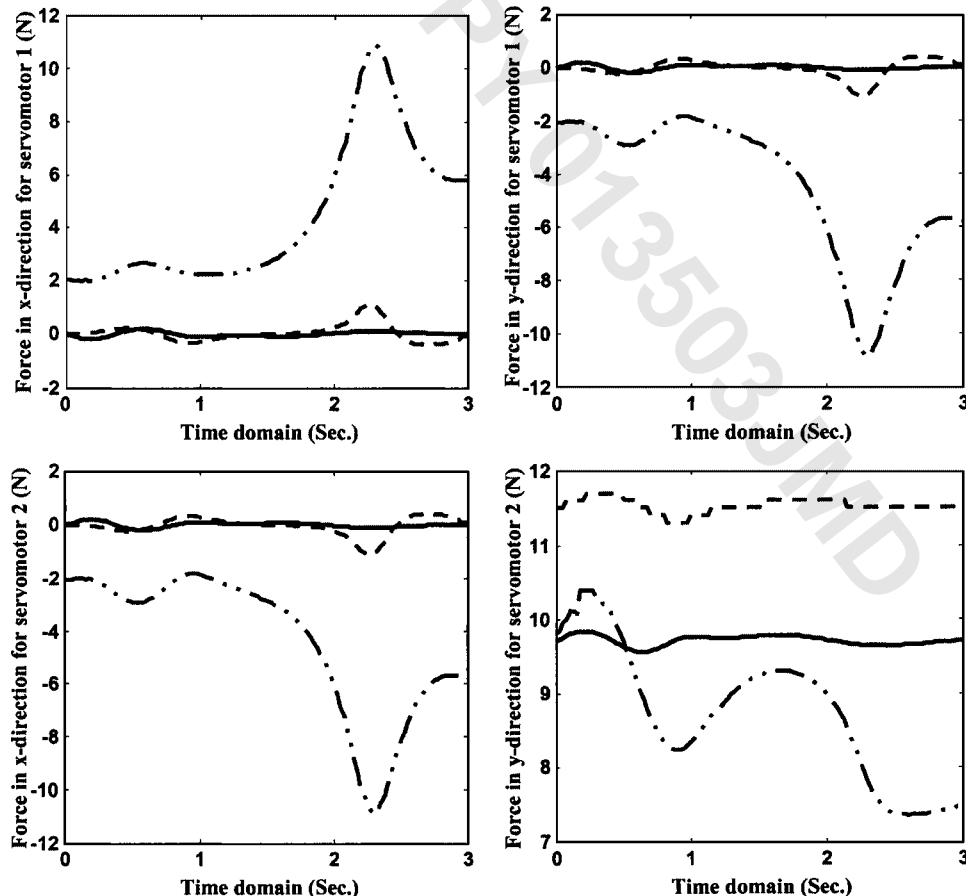 PY 013503JMD
Force in x-direction for servomotor 1 (N)
12
10
8
6
4
2
0
-2
0 1 2 3
Time domain (Sec.)
Force in y-direction for servomotor 1 (N)
2
0
-2
-4
-6
-8
-10
-12
0 1 2 3
Time domain (Sec.)
Force in x-direction for servomotor 2 (N)
2
0
-2
-4
-6
-8
-10
-12
0 1 2 3
Time domain (Sec.)
Force in y-direction for servomotor 2 (N)
12
11
10
9
8
7
0 1 2 3
Time domain (Sec.)